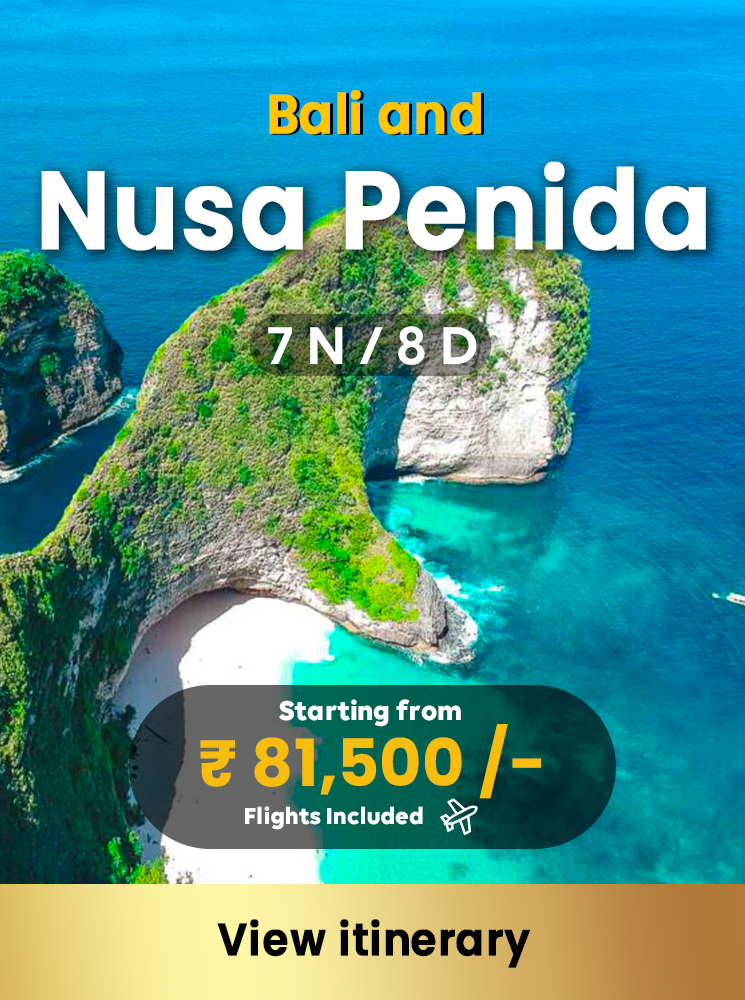 Bali and
Nusa Penida
7 N / 8 D
Starting from
₹ 81,500 /-
Flights Included
View itinerary